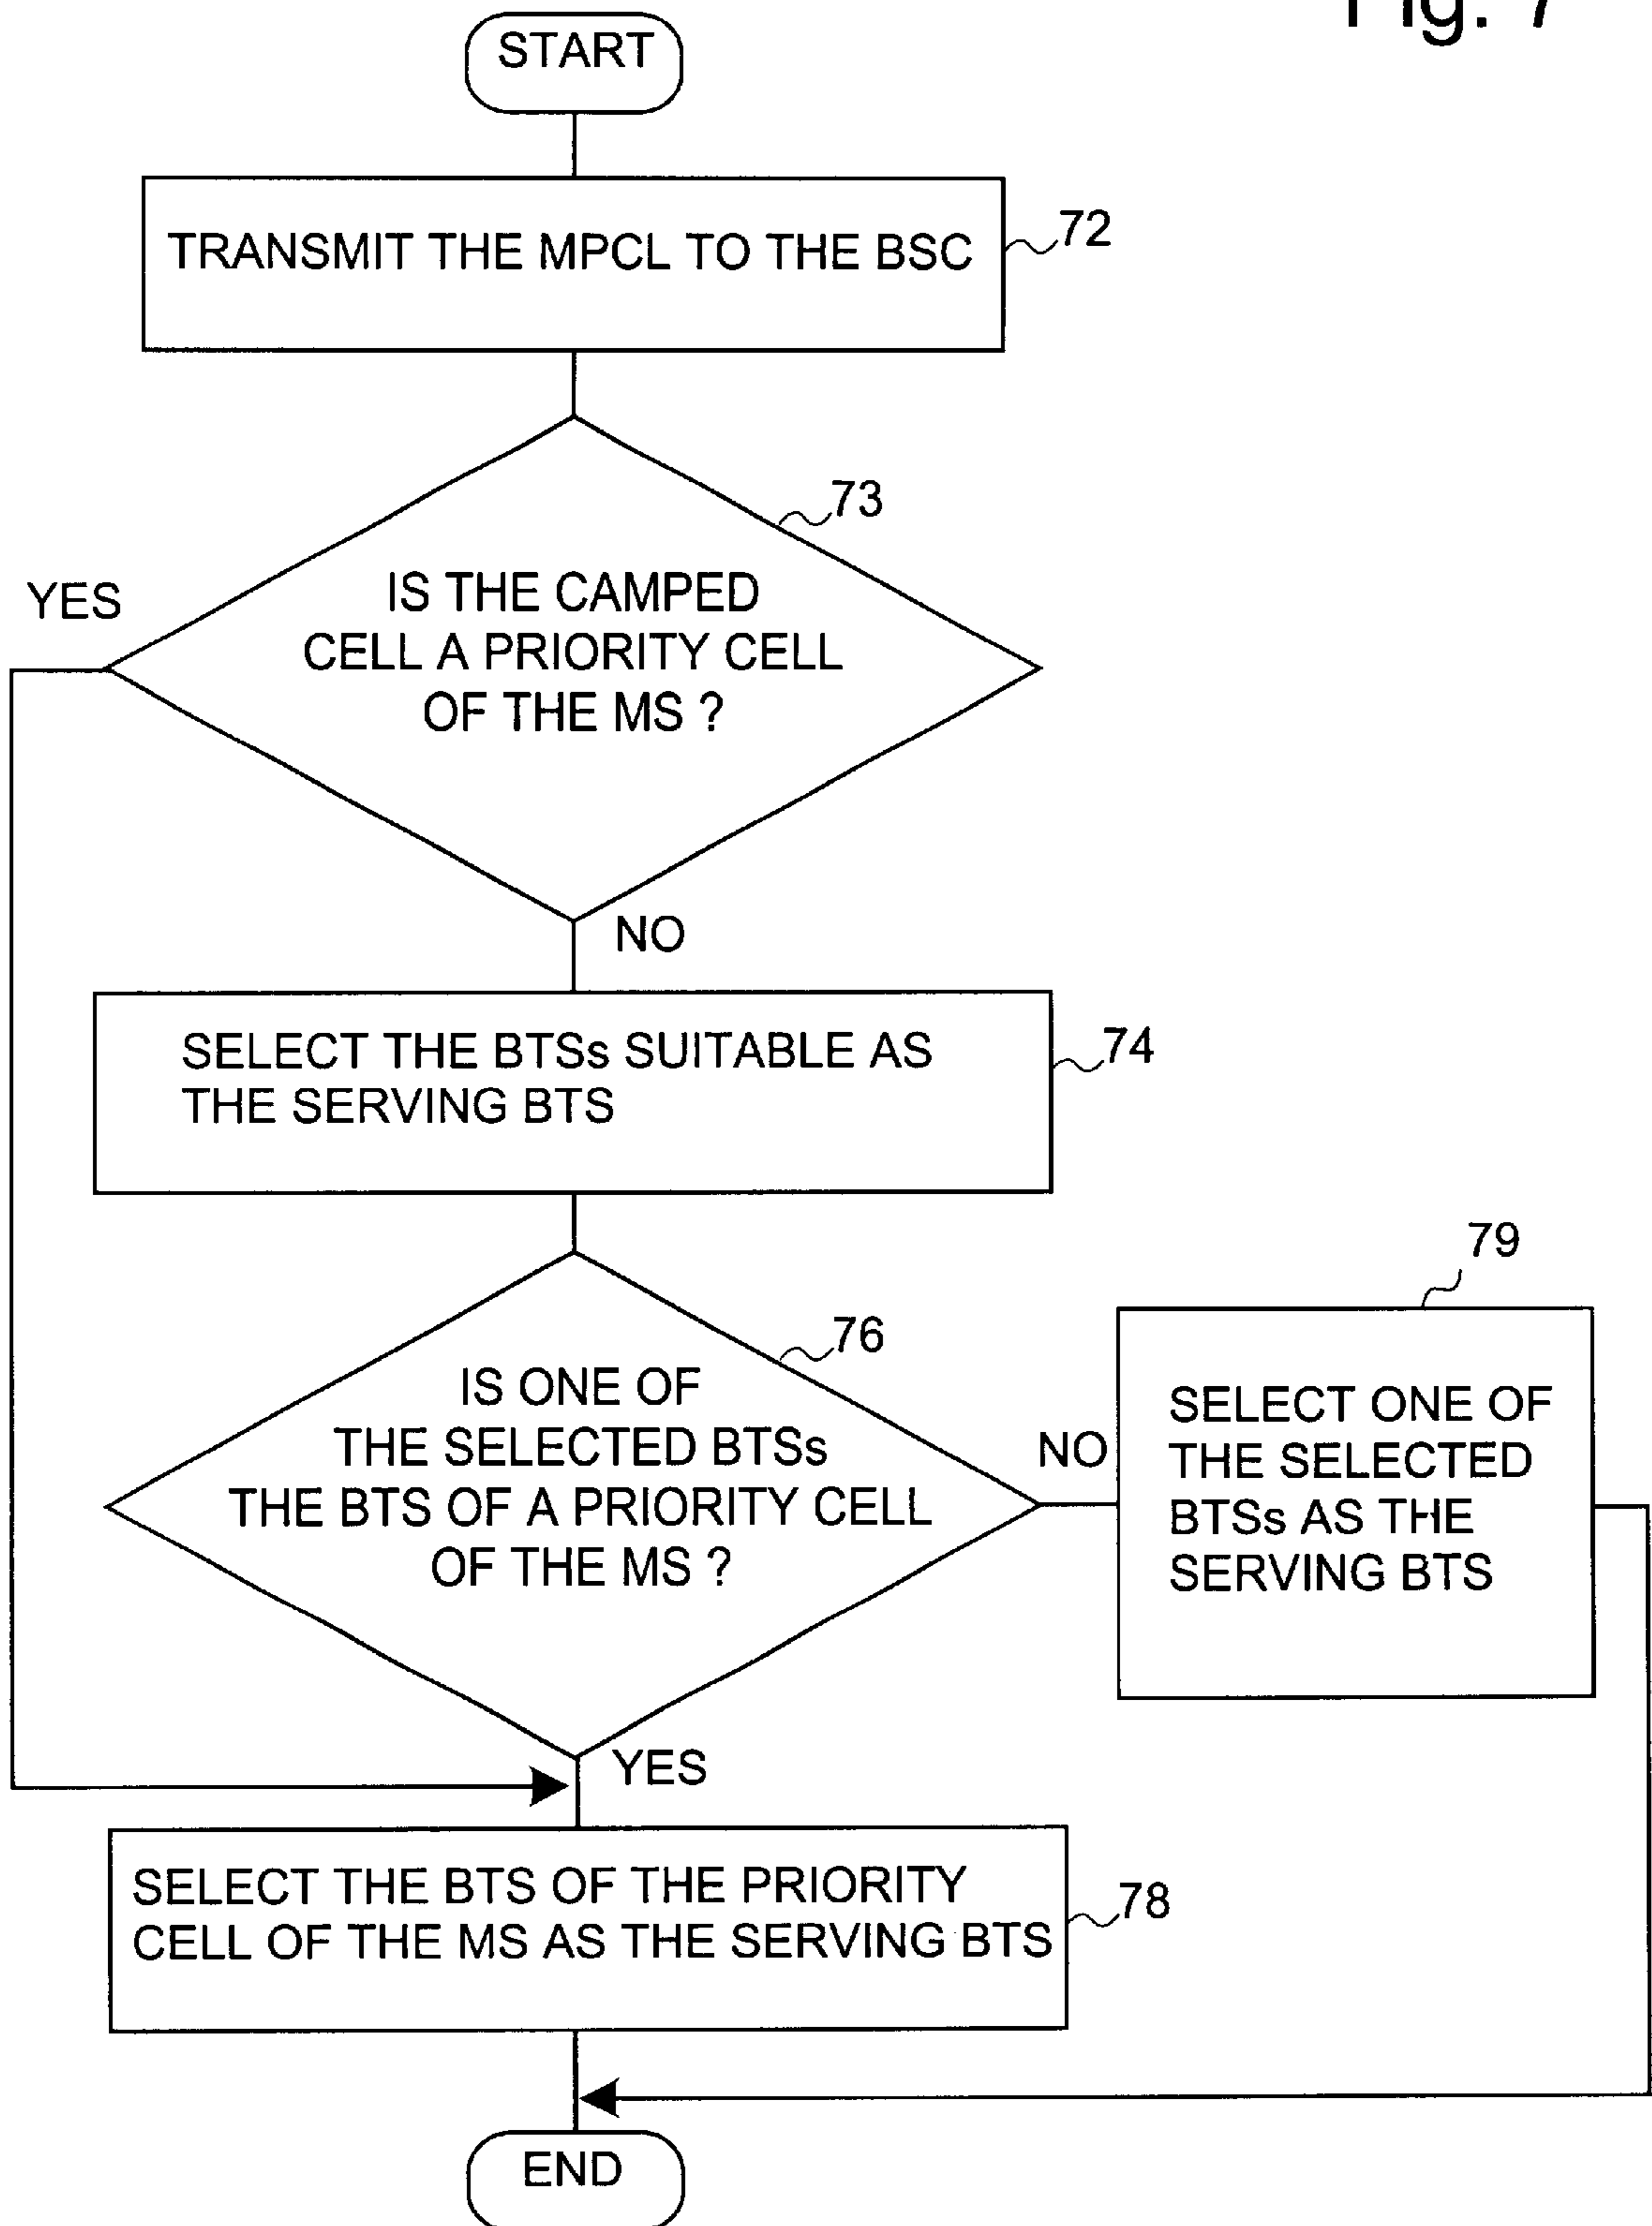 Fig. 7
START
TRANSMIT THE MPCL TO THE BSC
72
73
IS THE CAMPED
CELL A PRIORITY CELL
OF THE MS ?
YES
NO
SELECT THE BTSs SUITABLE AS
THE SERVING BTS
74
79
76
IS ONE OF
THE SELECTED BTSs
THE BTS OF A PRIORITY CELL
OF THE MS ?
NO
SELECT ONE OF
THE SELECTED
BTSs AS THE
SERVING BTS
YES
SELECT THE BTS OF THE PRIORITY
CELL OF THE MS AS THE SERVING BTS
78
END